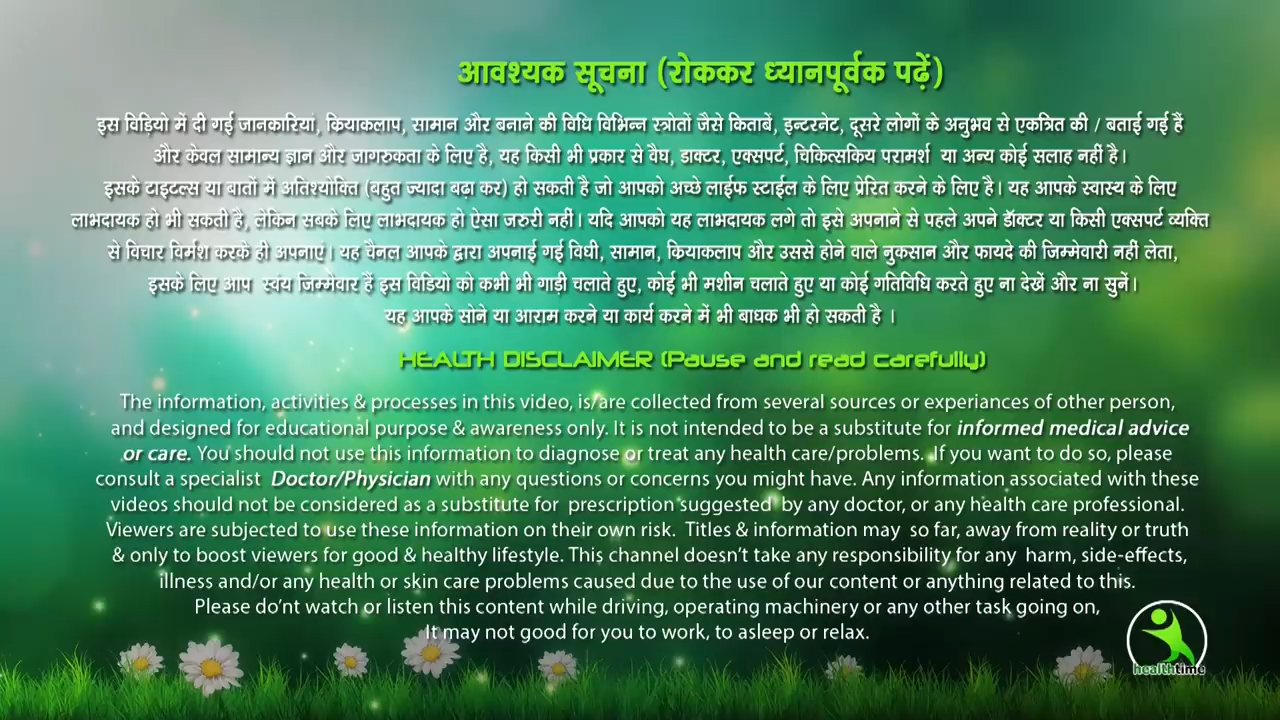 आवश्यक सूचना (रोककर ध्यानपूर्वक पढ़ें)
इस विड़ियो में दी गई जानकारियां, कियाकलाप, सामान और बनाने की विधि विभिन्न स्त्रोतों जैसे किताबें, इन्टरनेट, दूसरे लोगों के अनुभव से एकत्रित की / बताई गई हैं
और केवल सामान्य ज्ञान और जागरुकता के लिए है, यह किसी भी प्रकार से वैघ, डाक्टर, एक्सपर्ट, चिकित्सकिय परामर्श या अन्य कोई सलाह नहीं है।
इसके टाइटल्स या बातों में अतिश्योक्ति (बहुत ज्यादा बढ़ा कर) हो सकती है जो आपको अच्छे लाईफ स्टाईल के लिए प्रेरित करने के लिए है। यह आपके स्वास्य के लिए
लाभदायक हो भी सकती है, लेकिन सबके लिए लाभदायक हो ऐसा जरुरी नहीं। यदि आपको यह लाभदायक लगे तो इसे अपनाने से पहले अपने डॅाक्टर या किसी एक्सपर्ट व्यक्ति
से विचार विर्मश करके ही अपनाएं। यह चैनल आपके द्वारा अपनाई गई विधी, सामान, कियाकलाप और उससे होने वाले नुकसान और फायदे की जिम्मेवारी नहीं लेता,
इसके लिए आप स्वंय जिम्मेवार हैं इस विडियो को कभी भी गाड़ी चलाते हुए, कोई भी मशीन चलाते हुए या कोई गतिविधि करते हुए ना देखें और ना सुनें।
यह आपके सोने या आराम करने या कार्य करने में भी बाधक भी हो सकती है ।
HEALTH DISCLAIMER (Pause and read carefully)
The information, activities & processes in this video, is/are collected from several sources or experiances of other person,
and designed for educational purpose & awareness only. It is not intended to be a substitute for informed medical advice
or care. You should not use this information to diagnose or treat any health care/problems. If you want to do so, please
consult a specialist Doctor/Physician with any questions or concerns you might have. Any information associated with these
videos should not be considered as a substitute for prescription suggested by any doctor, or any health care professional.
Viewers are subjected to use these information on their own risk. Titles & information may so far, away from reality or truth
& only to boost viewers for good & healthy lifestyle. This channel doesn't take any responsibility for any harm, side-effects,
illness and/or any health or skin care problems caused due to the use of our content or anything related to this.
Please do'nt watch or listen this content while driving, operating machinery or any other task going on,
It may not good for you to work, to asleep or relax.
healthtime